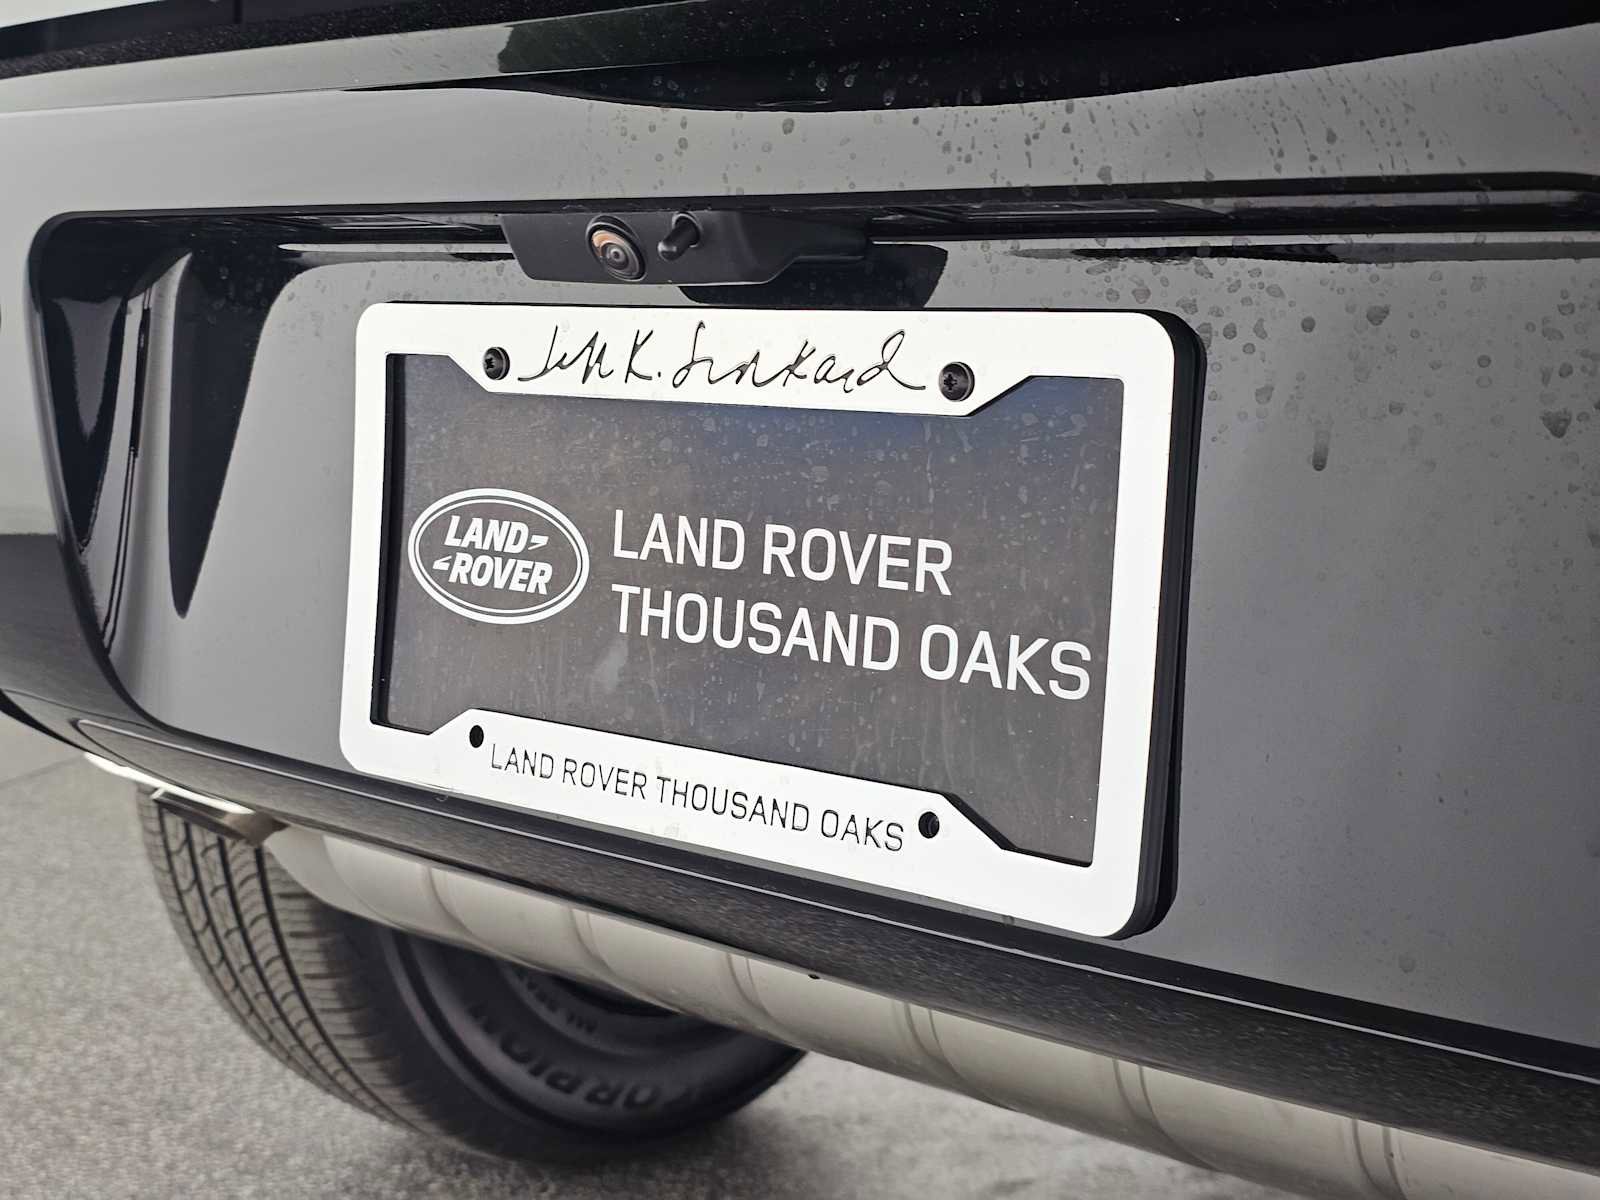 LAND
ROVER
LAND ROVER
THOUSAND OAKS
LAND ROVER THOUSAND OAKS